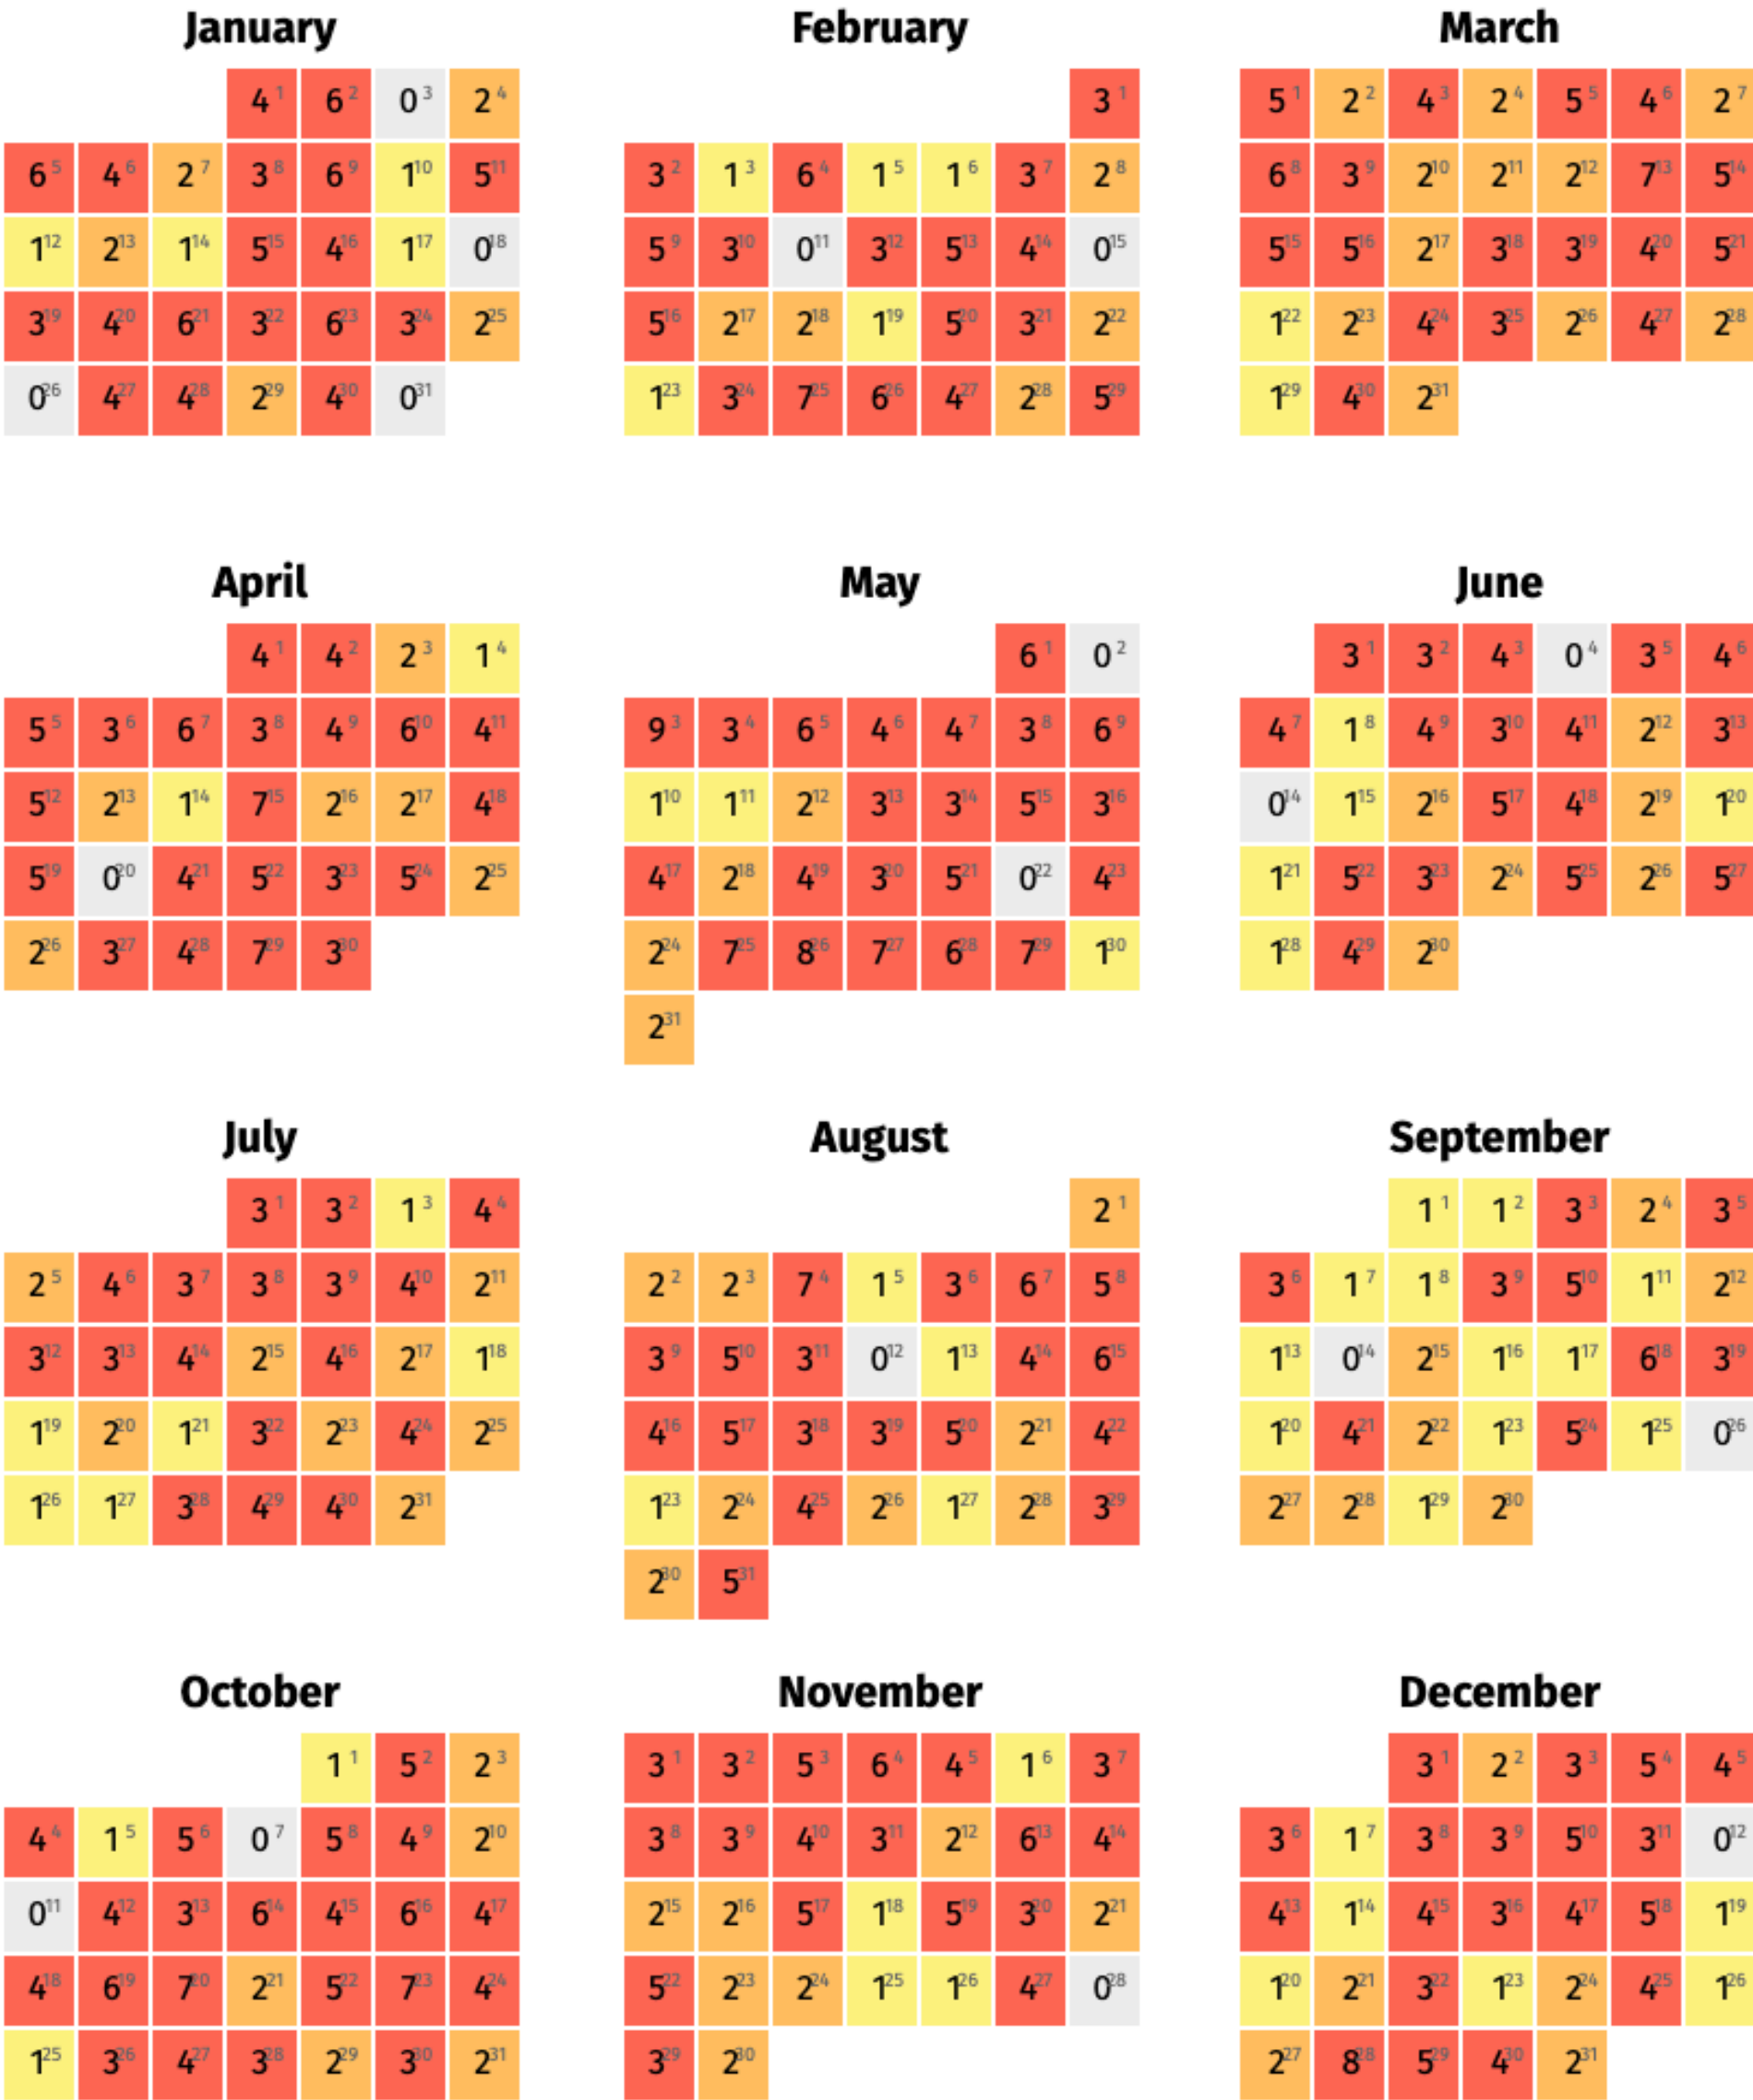 January February March
4 1 6 2 0 3 2 4 3 1 5 1 2 2 4 3 2 4 5 5 4 6 2 7
6 5 4 6 2 7 3 8 6 9 1 10 5 11 3 2 1 3 6 4 1 5 1 6 3 7 2 8 6 8 3 9 2 10 2 11 2 12 7 13 5 14
1 12 2 13 1 14 5 15 4 16 1 17 0 18 5 9 3 10 0 11 3 12 5 13 4 14 0 15 5 15 5 16 2 17 3 18 3 19 4 20 5 21
3 19 4 20 6 21 3 22 6 23 3 24 2 25 5 16 2 17 2 18 1 19 5 20 3 21 2 22 1 22 2 23 4 24 3 25 2 26 4 27 2 28
0 26 4 27 4 28 2 29 4 30 0 31 1 23 3 24 7 25 6 26 4 27 2 28 5 29 1 29 4 30 2 31
April May June
4 1 4 2 2 3 1 4 6 1 0 2 3 1 3 2 4 3 0 4 3 5 4 6
5 5 3 6 6 7 3 8 4 9 6 10 4 11 9 3 3 4 6 5 4 6 4 7 3 8 6 9 4 7 1 8 4 9 3 10 4 11 2 12 3 13
5 12 2 13 1 14 7 15 2 16 2 17 4 18 1 10 1 11 2 12 3 13 3 14 5 15 3 16 0 14 1 15 2 16 5 17 4 18 2 19 1 20
5 19 0 20 4 21 5 22 3 23 5 24 2 25 4 17 2 18 4 19 3 20 5 21 0 22 4 23 1 21 5 22 3 23 2 24 5 25 2 26 5 27
2 26 3 27 4 28 7 29 3 30 2 24 7 25 8 26 7 27 6 28 7 29 1 30 1 28 4 29 2 30
2 31
July August September
3 1 3 2 1 3 4 4 2 1 1 1 1 2 3 3 2 4 3 5
2 5 4 6 3 7 3 8 3 9 4 10 2 11 2 2 2 3 7 4 1 5 3 6 6 7 5 8 3 6 1 7 1 8 3 9 5 10 1 11 2 12
3 12 3 13 4 14 2 15 4 16 2 17 1 18 3 9 5 10 3 11 0 12 1 13 4 14 6 15 1 13 0 14 2 15 1 16 1 17 6 18 3 19
1 19 2 20 1 21 3 22 2 23 4 24 2 25 4 16 5 17 3 18 3 19 5 20 2 21 4 22 1 20 4 21 2 22 1 23 5 24 1 25 0 26
1 26 1 27 3 28 4 29 4 30 2 31 1 23 2 24 4 25 2 26 1 27 2 28 3 29 2 27 2 28 1 29 2 30
2 30 5 31
October November December
1 1 5 2 2 3 3 1 3 2 5 3 6 4 4 5 1 6 3 7 3 1 2 2 3 3 5 4 4 5
4 4 1 5 5 6 0 7 5 8 4 9 2 10 3 8 3 9 4 10 3 11 2 12 6 13 4 14 3 6 1 7 3 8 3 9 5 10 3 11 0 12
0 11 4 12 3 13 6 14 4 15 6 16 4 17 2 15 2 16 5 17 1 18 5 19 3 20 2 21 4 13 1 14 4 15 3 16 4 17 5 18 1 19
4 18 6 19 7 20 2 21 5 22 7 23 4 24 5 22 2 23 2 24 1 25 1 26 4 27 0 28 1 20 2 21 3 22 1 23 2 24 4 25 1 26
1 25 3 26 4 27 3 28 2 29 3 30 2 31 3 29 2 30 2 27 8 28 5 29 4 30 2 31